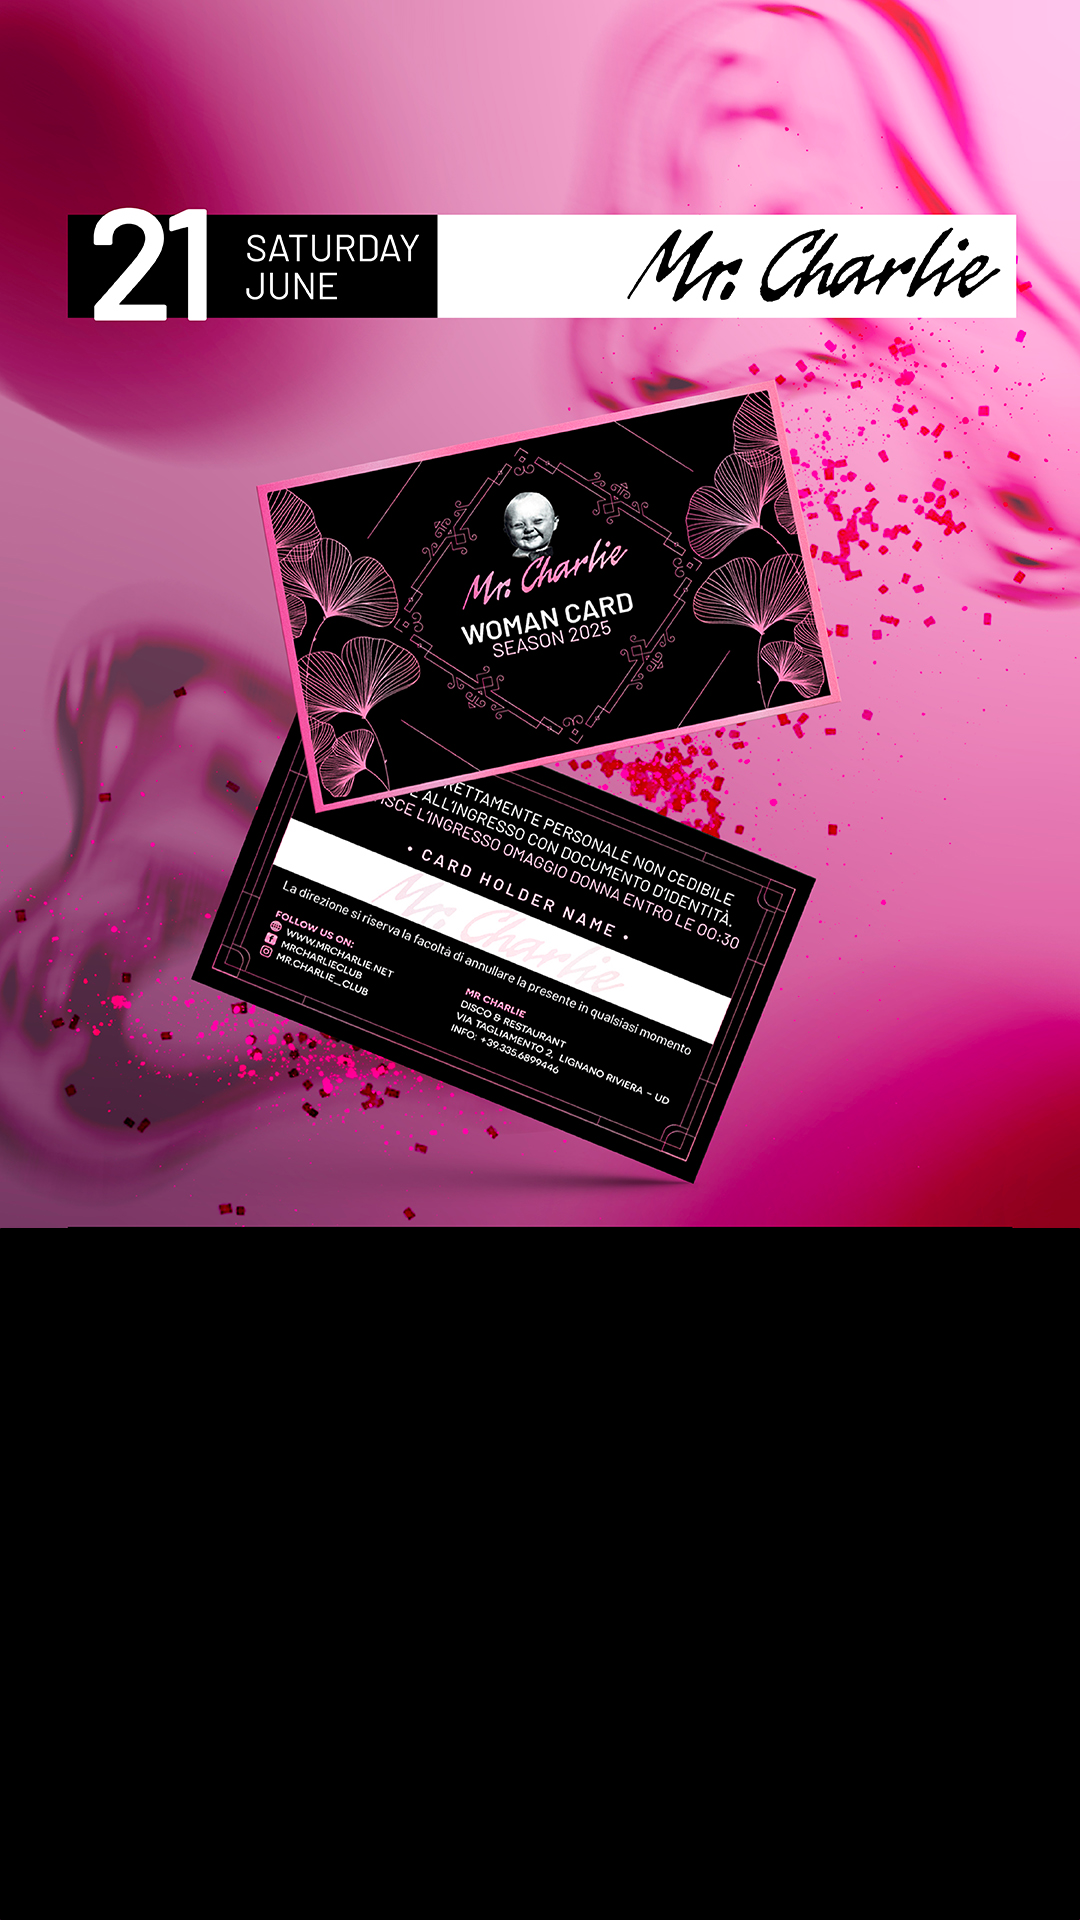 21
SATURDAY
JUNE
Mr. Charlie
Mr. Charlie
WOMAN CARD
SEASON 2025
PERSONALE NON CEDIBILE
ALL'INGRESSO CON DOCUMENTO D'IDENTITÀ.
L'INGRESSO OMAGGIO DONNA ENTRO LE 00:30
• CARD HOLDER NAME •
Mr. Charlie
La direzione si riserva la facoltà di annullare la presente in qualsiasi momento
FOLLOW US ON:
WWW.MRCHARLIE.NET
MRCHARLIECLUB
MR.CHARLIE_CLUB
MR CHARLIE
DISCO & RESTAURANT
VIA TAGLIAMENTO 2, LIGNANO RIVIERA - UD
INFO: +39.335.6899446